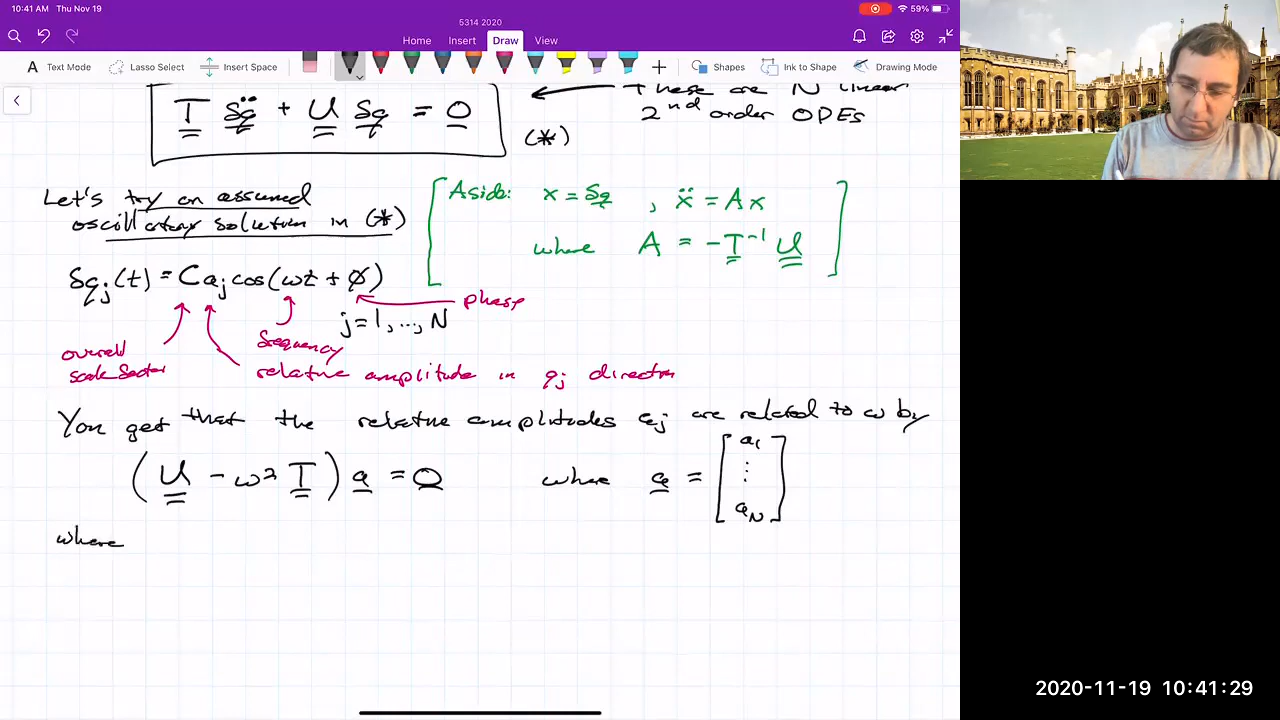 10:41 AM Thu Nov 19
59%
5314 2020
Home Insert Draw View
Text Mode Lasso Select Insert Space Shapes Ink to Shape Drawing Mode
T δq̈ + U δq = 0
These are N linear
2nd order ODEs
(*)
Let's try an assumed
oscillatory solution in (*)
[Aside: x = δq, ẍ = Ax
where A = -T⁻¹ U]
δqj(t) = C aj cos(ωt + φ)
phase
j = 1, ..., N
overall
scale factor
frequency
relative amplitude in qj direction
You get that the relative amplitudes aj are related to ω by
(U - ω² T) a = 0 where a = [a1 ⋮ aN]
where
2020-11-19 10:41:29